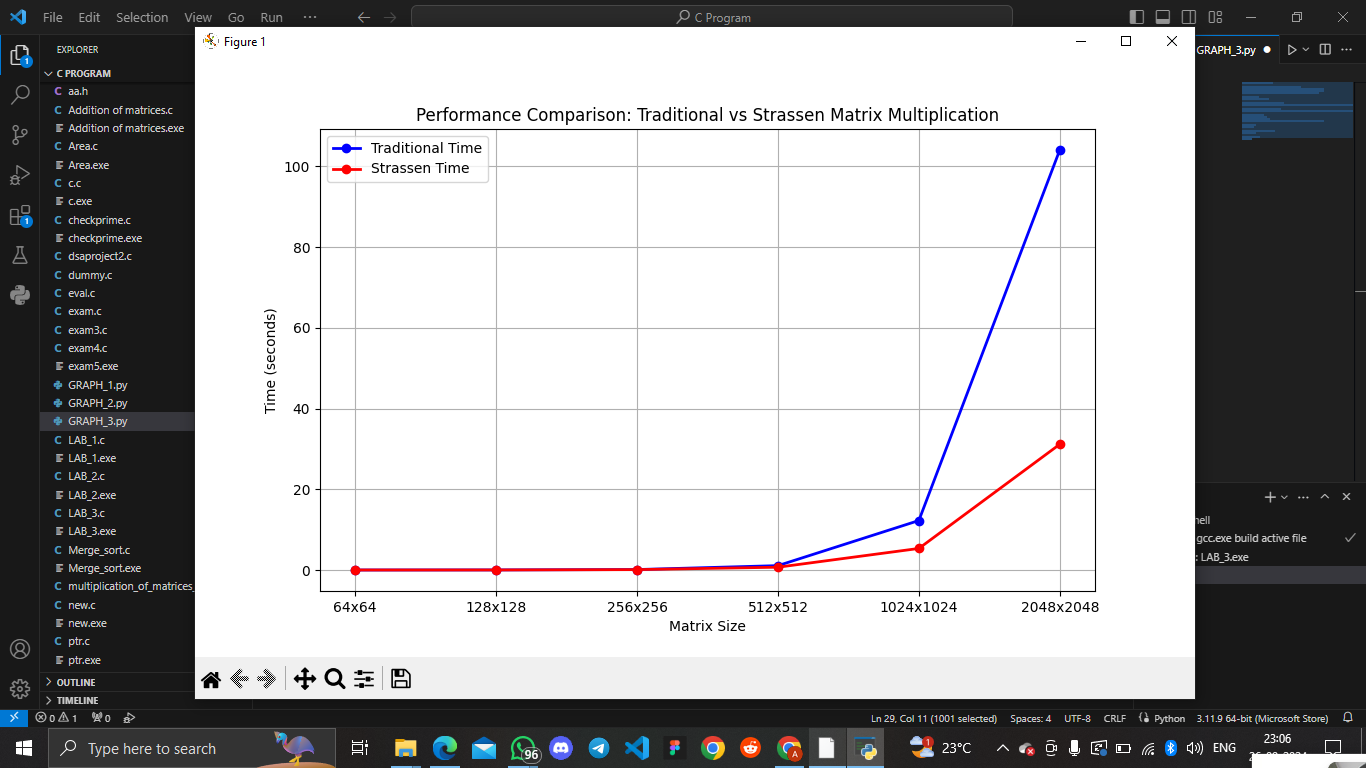 File Edit Selection View Go Run ··· C Program
EXPLORER
C PROGRAM
C aa.h
C Addition of matrices.c
Addition of matrices.exe
C Area.c
Area.exe
C c.c
c.exe
C checkprime.c
checkprime.exe
C dsaproject2.c
C dummy.c
C eval.c
C exam.c
C exam3.c
C exam4.c
exam5.exe
GRAPH_1.py
GRAPH_2.py
GRAPH_3.py
C LAB_1.c
LAB_1.exe
C LAB_2.c
LAB_2.exe
C LAB_3.c
LAB_3.exe
C Merge_sort.c
Merge_sort.exe
C multiplication_of_matrices_
C new.c
new.exe
C ptr.c
ptr.exe
OUTLINE
TIMELINE
1
1
Figure 1
Performance Comparison: Traditional vs Strassen Matrix Multiplication
Traditional Time
Strassen Time
Time (seconds)
100
80
60
40
20
0
64x64 128x128 256x256 512x512 1024x1024 2048x2048
Matrix Size
GRAPH_3.py
gcc.exe build active file
: LAB_3.exe
0 1 0
Ln 29, Col 11 (1001 selected) Spaces: 4 UTF-8 CRLF Python 3.11.9 64-bit (Microsoft Store)
Type here to search
96
A
1
23°C
ENG
23:06